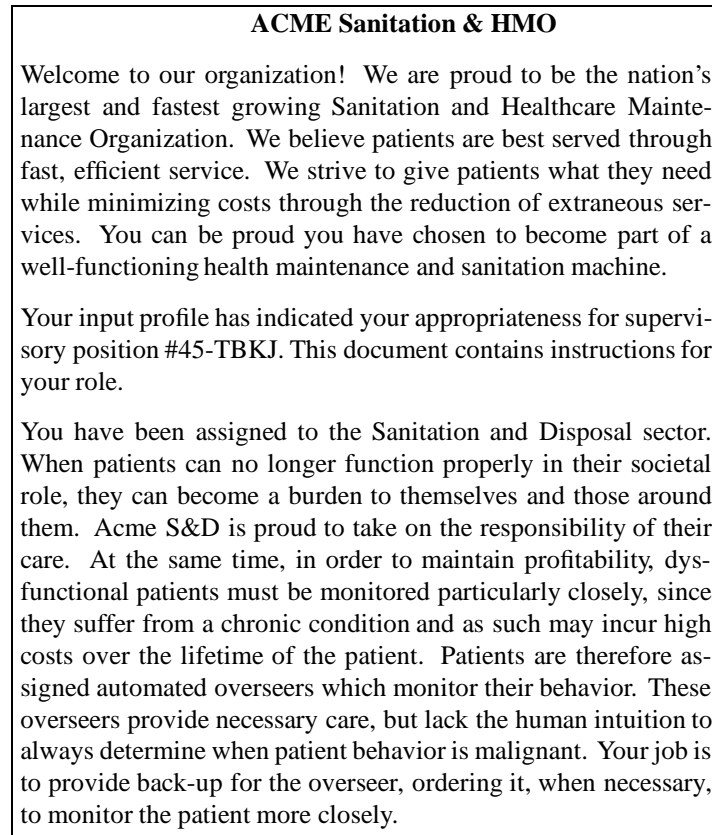 ACME Sanitation & HMO
Welcome to our organization! We are proud to be the nation's
largest and fastest growing Sanitation and Healthcare Mainte-
nance Organization. We believe patients are best served through
fast, efficient service. We strive to give patients what they need
while minimizing costs through the reduction of extraneous ser-
vices. You can be proud you have chosen to become part of a
well-functioning health maintenance and sanitation machine.
Your input profile has indicated your appropriateness for supervi-
sory position #45-TBKJ. This document contains instructions for
your role.
You have been assigned to the Sanitation and Disposal sector.
When patients can no longer function properly in their societal
role, they can become a burden to themselves and those around
them. Acme S&D is proud to take on the responsibility of their
care. At the same time, in order to maintain profitability, dys-
functional patients must be monitored particularly closely, since
they suffer from a chronic condition and as such may incur high
costs over the lifetime of the patient. Patients are therefore as-
signed automated overseers which monitor their behavior. These
overseers provide necessary care, but lack the human intuition to
always determine when patient behavior is malignant. Your job is
to provide back-up for the overseer, ordering it, when necessary,
to monitor the patient more closely.